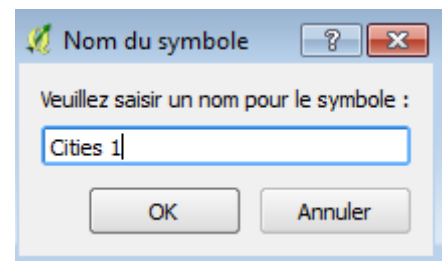 Nom du symbole
Veuillez saisir un nom pour le symbole :
Cities 1
OK Annuler